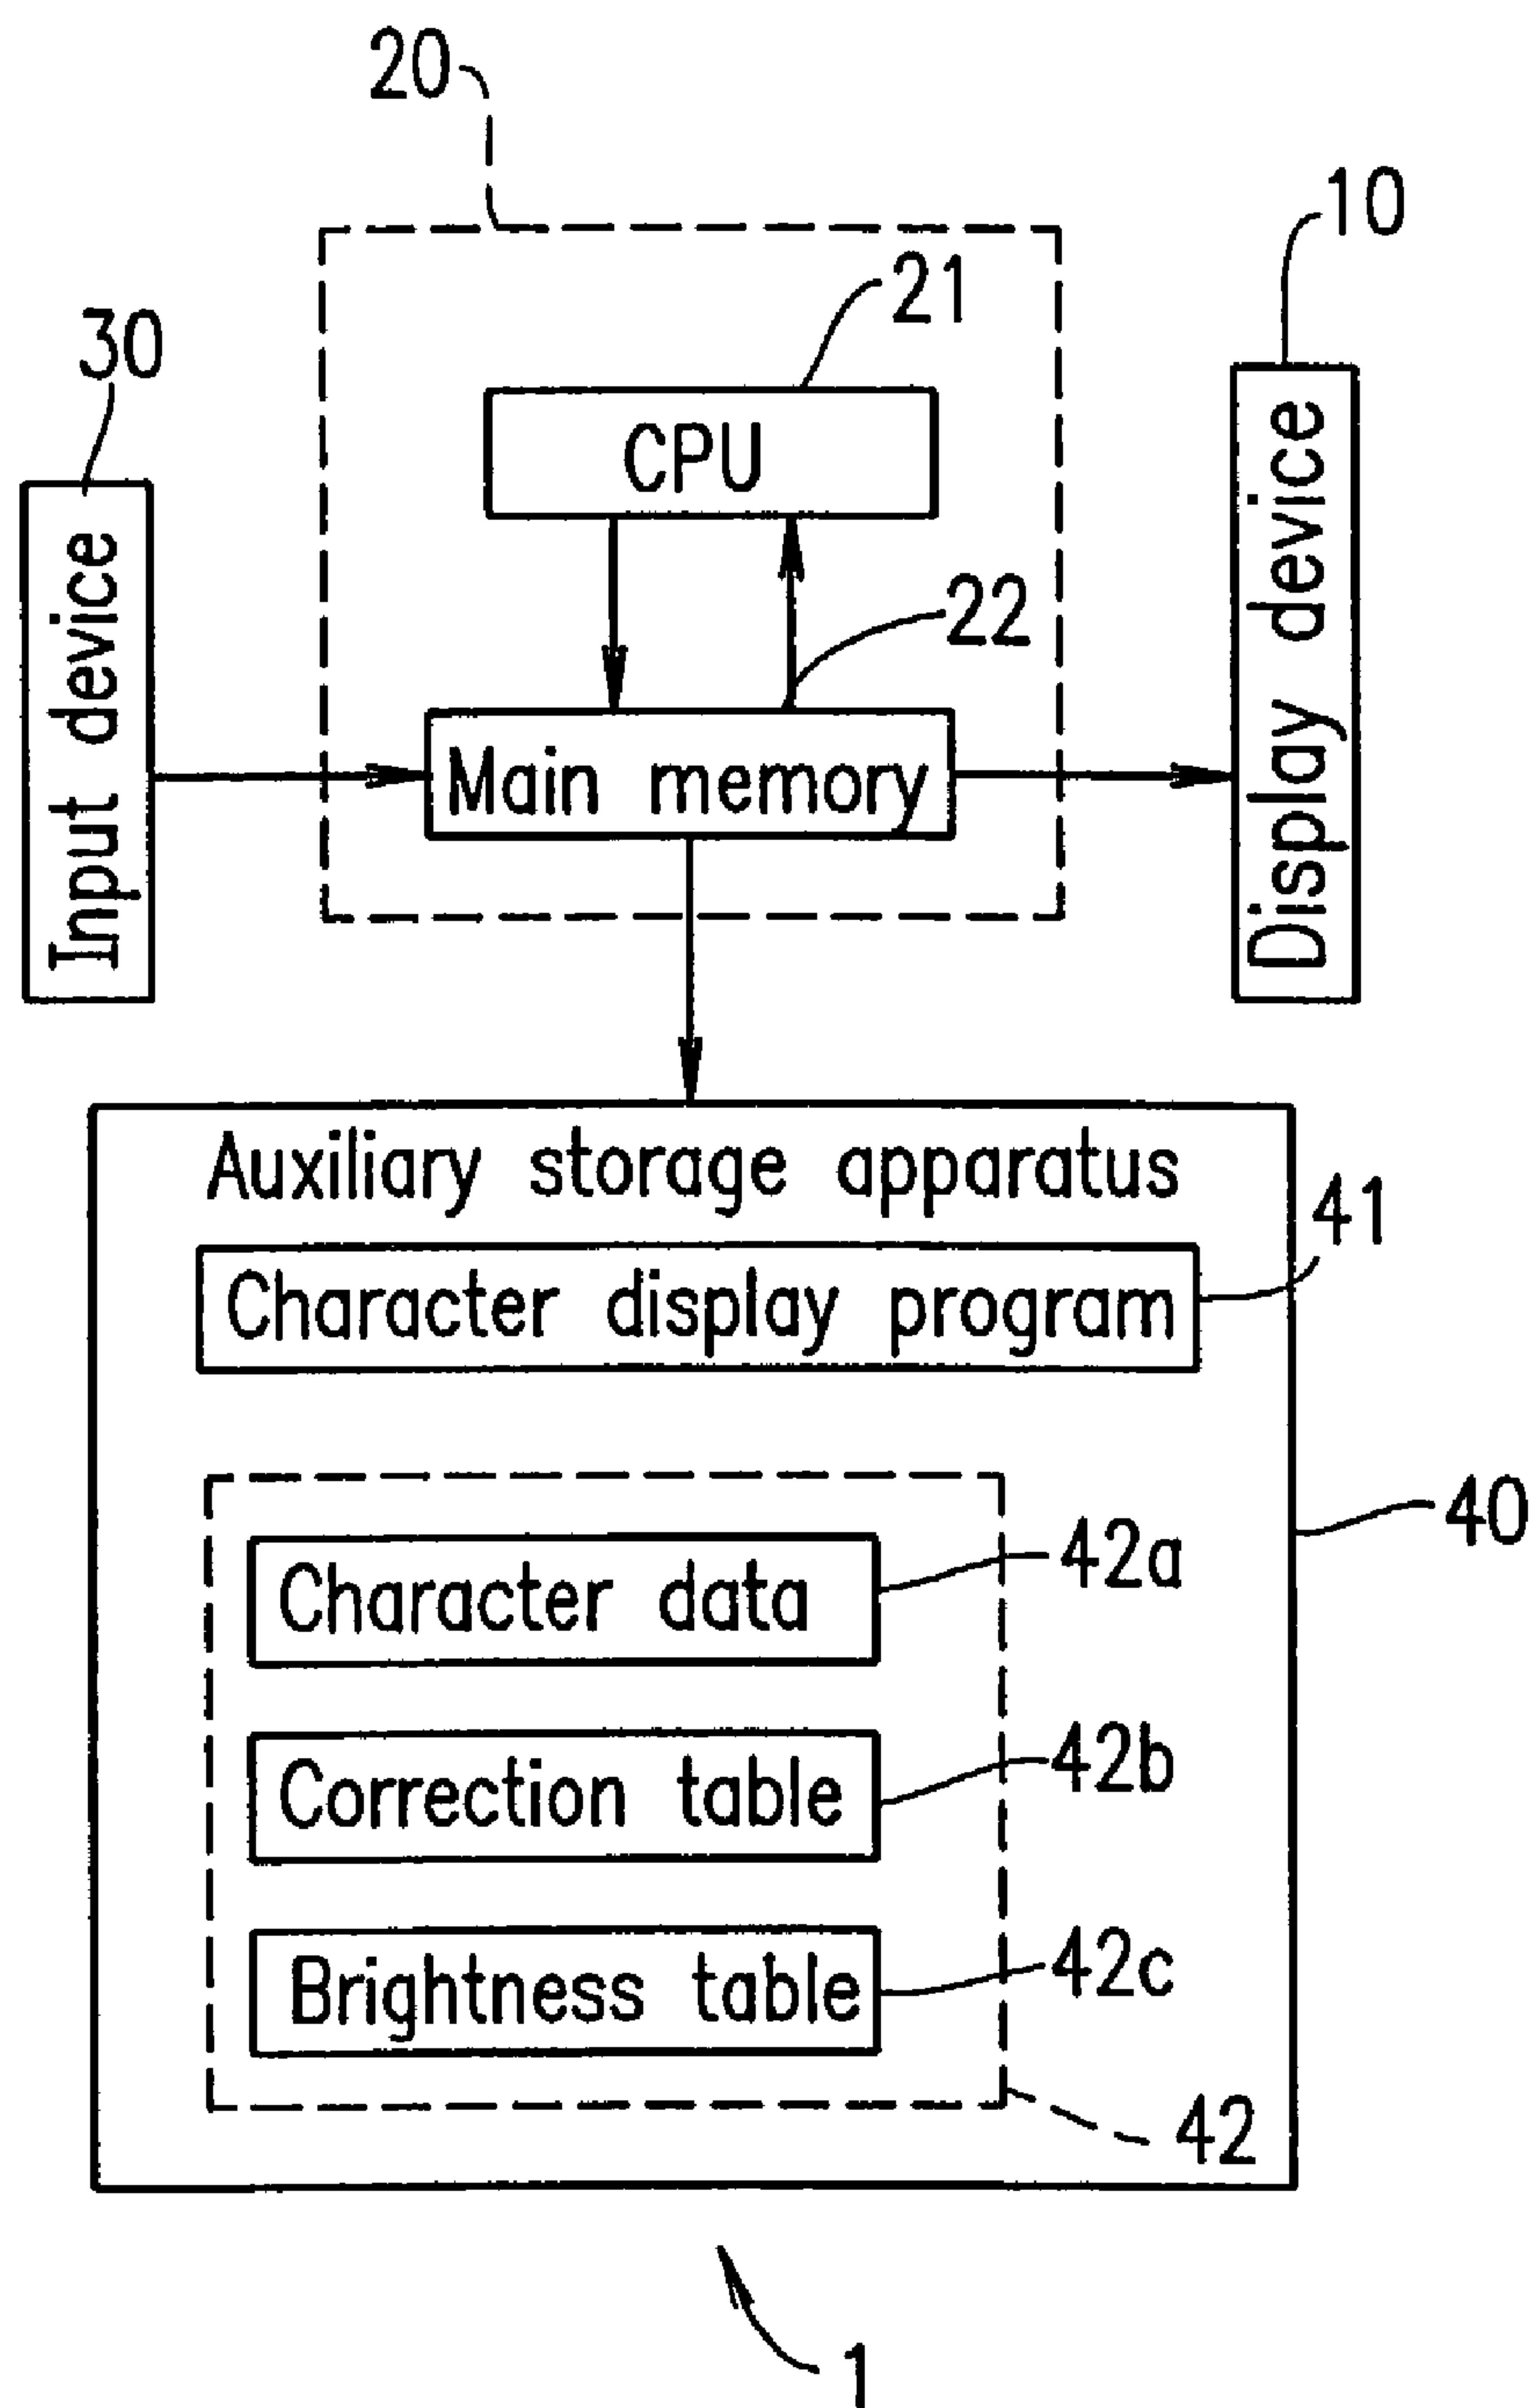 20
10
21
30
CPU
22
Input device
Display device
Main memory
Auxiliary storage apparatus
41
Character display program
40
42a
Character data
42b
Correction table
42c
Brightness table
42
1